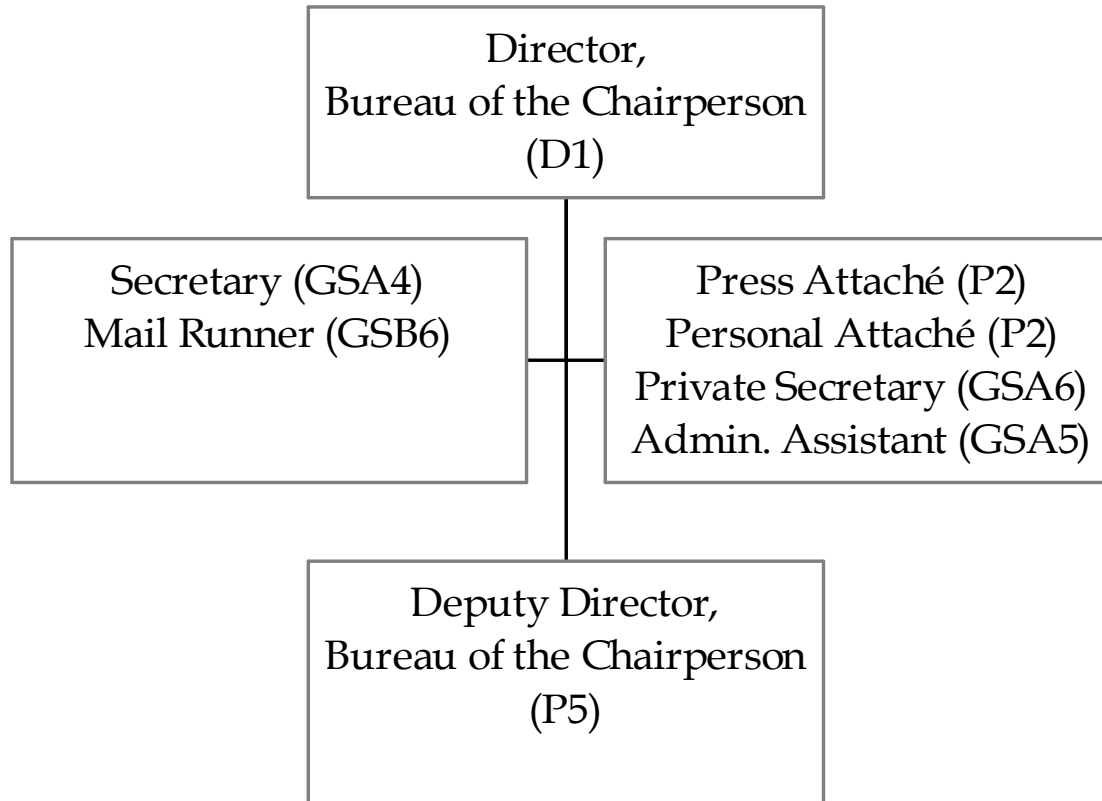 Director,
Bureau of the Chairperson
(D1)
Secretary (GSA4)
Mail Runner (GSB6)
Press Attaché (P2)
Personal Attaché (P2)
Private Secretary (GSA6)
Admin. Assistant (GSA5)
Deputy Director,
Bureau of the Chairperson
(P5)